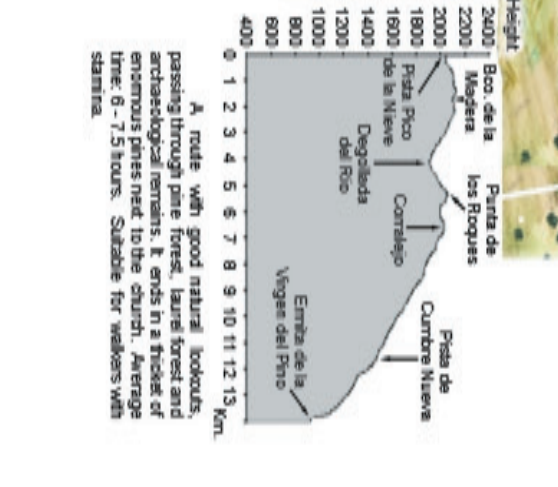 Height
2400
2200
2000
1800
1600
1400
1200
1000
800
600
400
Bco. de la
Madera
Punta de
los Roques
Pista de
Cumbre Nueva
Pista Pico
de la Nieve
Degollada
del Río
Corralejo
Ermita de la
Virgen del Pino
0 1 2 3 4 5 6 7 8 9 10 11 12 13 Km.
A route with good natural lookouts,
passing through pine forest, laurel forest and
archaeological remains. It ends in a thicket of
enormous pines next to the church. Average
time: 6 - 7.5 hours. Suitable for walkers with
stamina.